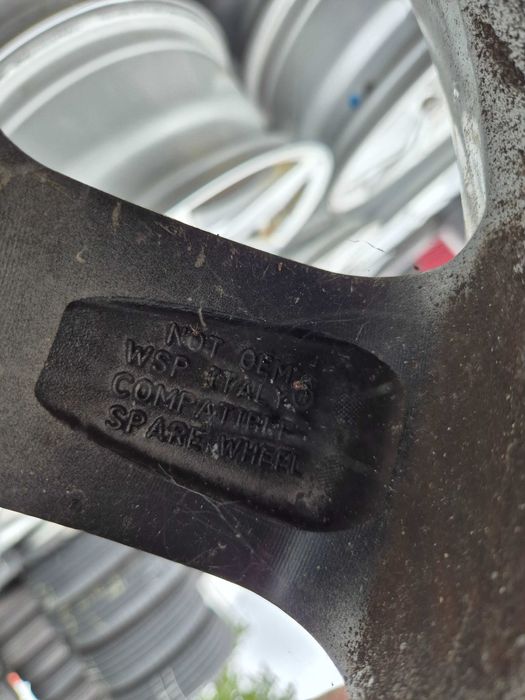 NOT OEM'S
WSP ITALY.O
COMPATIBLE
SPARE WHEEL